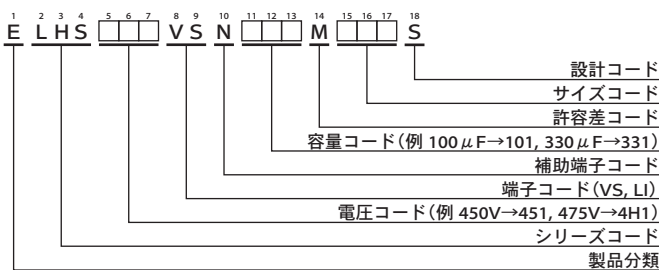 1 2 3 4 5 6 7 8 9 10 11 12 13 14 15 16 17 18
E LHS □□□ VS N □□□ M □□□ S
設計コード
サイズコード
許容差コード
容量コード(例 100μF→101, 330μF→331)
補助端子コード
端子コード(VS, LI)
電圧コード(例 450V→451, 475V→4H1)
シリーズコード
製品分類